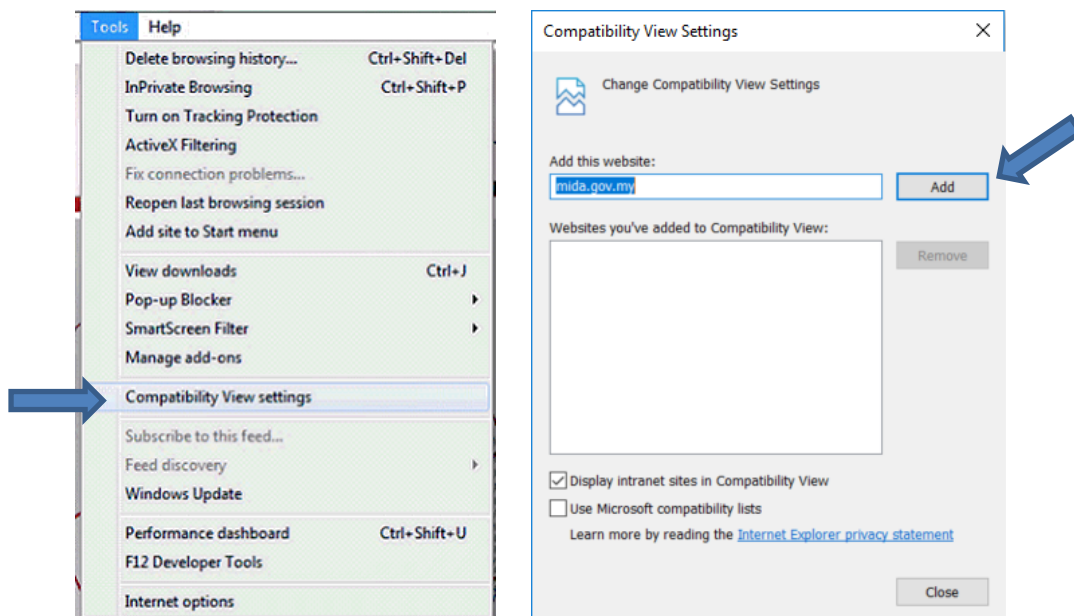 Tools Help
Delete browsing history... Ctrl+Shift+Del
InPrivate Browsing Ctrl+Shift+P
Turn on Tracking Protection
ActiveX Filtering
Fix connection problems...
Reopen last browsing session
Add site to Start menu
View downloads Ctrl+J
Pop-up Blocker
SmartScreen Filter
Manage add-ons
Compatibility View settings
Subscribe to this feed...
Feed discovery
Windows Update
Performance dashboard Ctrl+Shift+U
F12 Developer Tools
Internet options
Compatibility View Settings
Change Compatibility View Settings
Add this website:
mida.gov.my Add
Websites you've added to Compatibility View:
Remove
Display intranet sites in Compatibility View
Use Microsoft compatibility lists
Learn more by reading the Internet Explorer privacy statement
Close